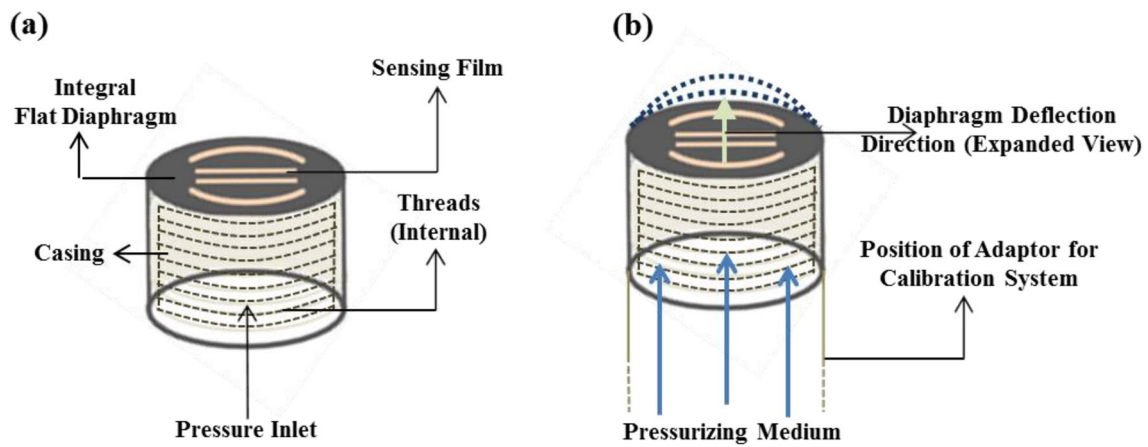 (a)
Integral
Flat Diaphragm
Sensing Film
Threads
(Internal)
Casing
Pressure Inlet
(b)
Diaphragm Deflection
Direction (Expanded View)
Position of Adaptor for
Calibration System
Pressurizing Medium